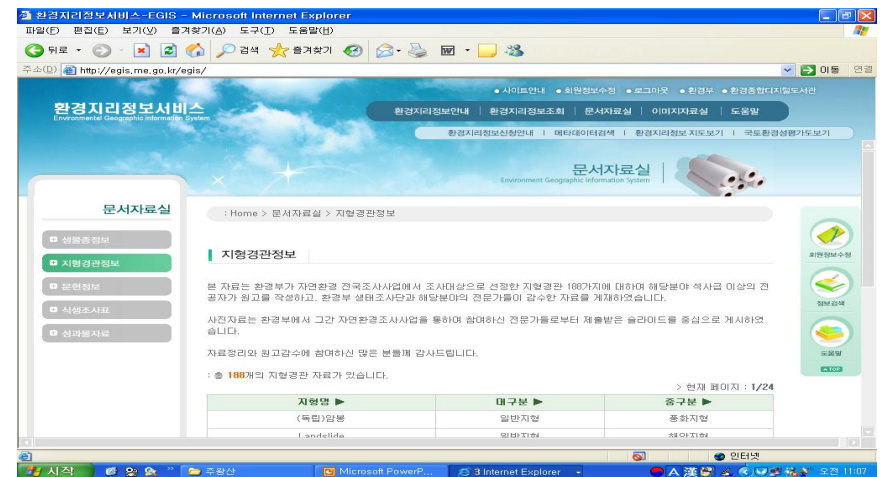 환경지리정보서비스-EGIS - Microsoft Internet Explorer
파일(F) 편집(E) 보기(V) 즐겨찾기(A) 도구(T) 도움말(H)
뒤로 검색 즐겨찾기
주소(D) http://egis.me.go.kr/egis/ 이동 연결
사이트안내 회원정보수정 로그아웃 환경부 환경종합디지털도서관
환경지리정보서비스
Environmental Geographic Information System
환경지리정보안내 | 환경지리정보조회 | 문서자료실 | 이미지자료실 | 도움말
환경지리정보신청안내 | 메타데이터검색 | 환경지리정보 지도보기 | 국토환경성평가도보기
문서자료실
Environment Geographic Information System
문서자료실
생물종정보
지형경관정보
문헌정보
식생조사표
성과물자료
: Home > 문서자료실 > 지형경관정보
지형경관정보
본 자료는 환경부가 자연환경 전국조사사업에서 조사대상으로 선정한 지형경관 188가지에 대하여 해당분야 석사급 이상의 전
공자가 원고를 작성하고, 환경부 생태조사단과 해당분야의 전문가들이 감수한 자료를 게재하였습니다.
사진자료는 환경부에서 그간 자연환경조사사업을 통하여 참여하신 전문가들로부터 제출받은 슬라이드를 중심으로 게시하였
습니다.
자료정리와 원고감수에 참여하신 많은 분들께 감사드립니다.
: 총 188개의 지형경관 자료가 있습니다.
> 현재 페이지 : 1/24
지형명 ▶ 대구분 ▶ 중구분 ▶
(독립)암봉 일반지형 풍화지형
Landslide 일반지형 해안지형
회원정보수정
정보검색
도움말
TOP
인터넷
시작 주왕산 Microsoft PowerP... 3 Internet Explorer A 漢 오전 11:07